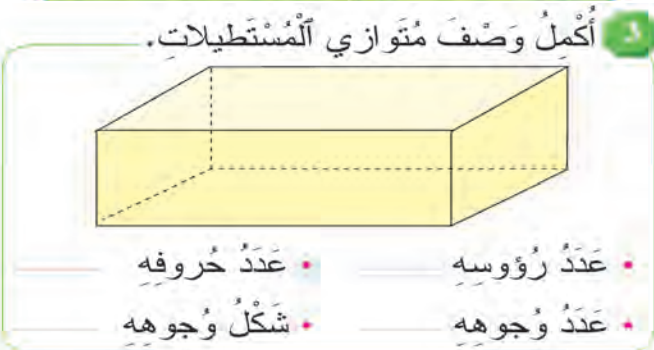 3 أُكْمِلُ وَصْفَ مُتَوازي ٱلْمُسْتَطيلاتِ.
• عَدَدُ رُؤوسِهِ • عَدَدُ حُروفِهِ
• عَدَدُ وُجوهِهِ • شَكْلُ وُجوهِهِ